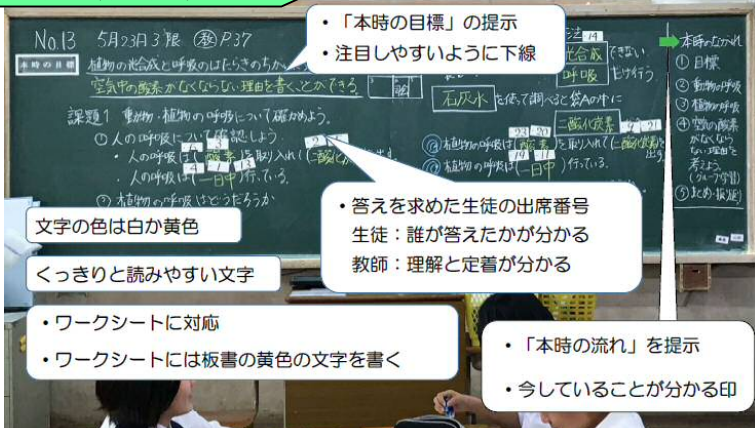 No.13 5月23日3限 教P.37
本時の目標
植物の光合成と呼吸のはたらきのちがい
空気中の酸素がなくならない理由を書くことができる。
課題1 動物・植物の呼吸について確かめよう。
① 人の呼吸について確認しよう
・人の呼吸は(酸素)を取り入れて(二酸化
・人の呼吸は(一日中)行っている。
② 植物の呼吸はどうだろうか
・「本時の目標」の提示
・注目しやすいように下線
法 14
光合成 できない
呼吸 だけ行う
石灰水 を使って調べると袋Aの中に
二酸化炭素
植物の呼吸は(酸素)を取り入れ(二酸化炭素を出す
植物の呼吸は(一日中)行っている。
本時のながれ
① 目標
② 動物の呼吸
③ 植物の呼吸
④ 空気の酸素がなくならない理由を考えよう
(グループ学習)
⑤ まとめ・振り返り
文字の色は白か黄色
くっきりと読みやすい文字
・ワークシートに対応
・ワークシートには板書の黄色の文字を書く
・答えを求めた生徒の出席番号
生徒:誰が答えたかが分かる
教師:理解と定着が分かる
・「本時の流れ」を提示
・今していることが分かる印